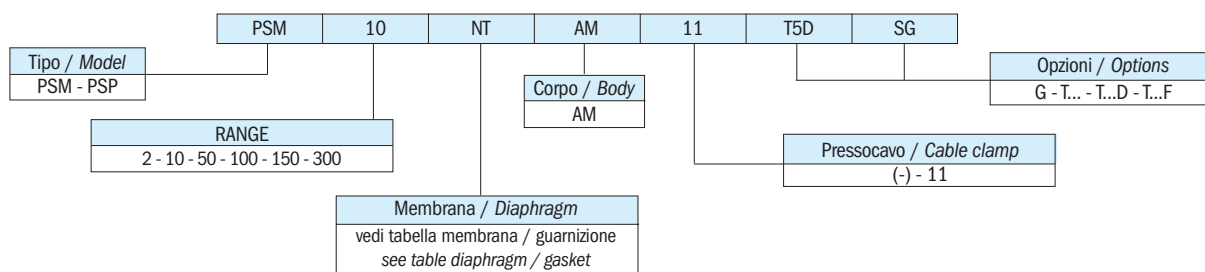 PSM 10 NT AM 11 T5D SG
Tipo / Model
PSM - PSP
Opzioni / Options
G - T... - T...D - T...F
Corpo / Body
AM
RANGE
2 - 10 - 50 - 100 - 150 - 300
Pressocavo / Cable clamp
(-) - 11
Membrana / Diaphragm
vedi tabella membrana / guarnizione
see table diaphragm / gasket